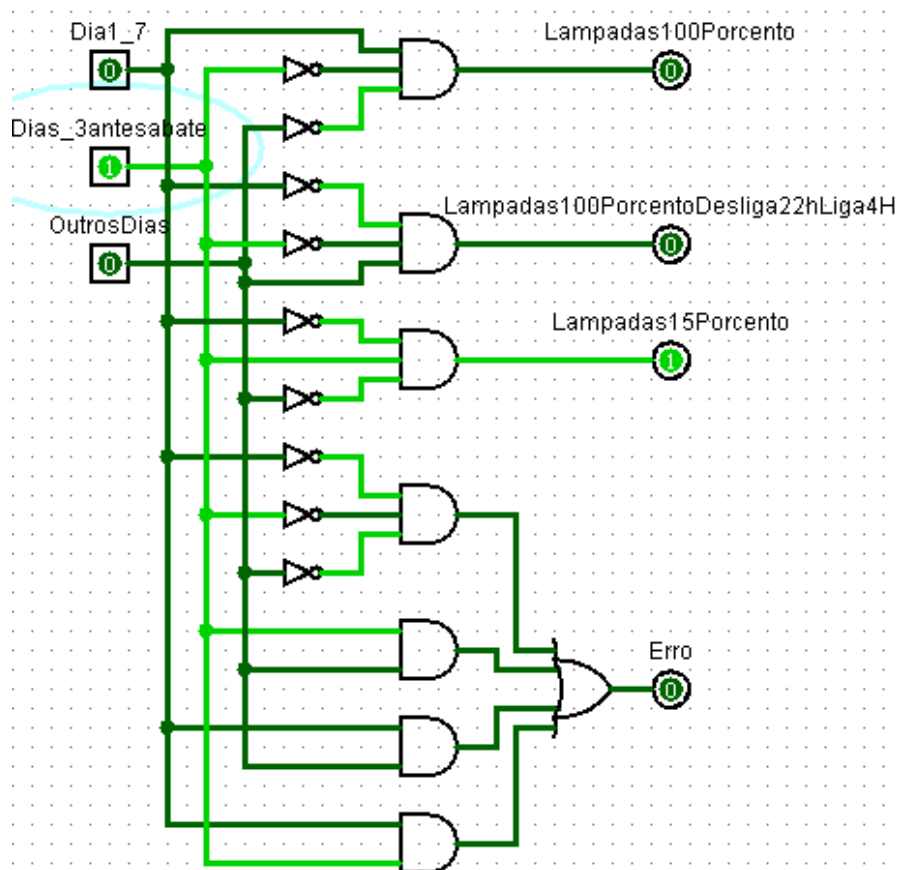 Dia1_7
Lampadas100Porcento
0
0
Dias_3antesabate
1
Lampadas100PorcentoDesliga22hLiga4H
OutrosDias
0
0
Lampadas15Porcento
1
Erro
0